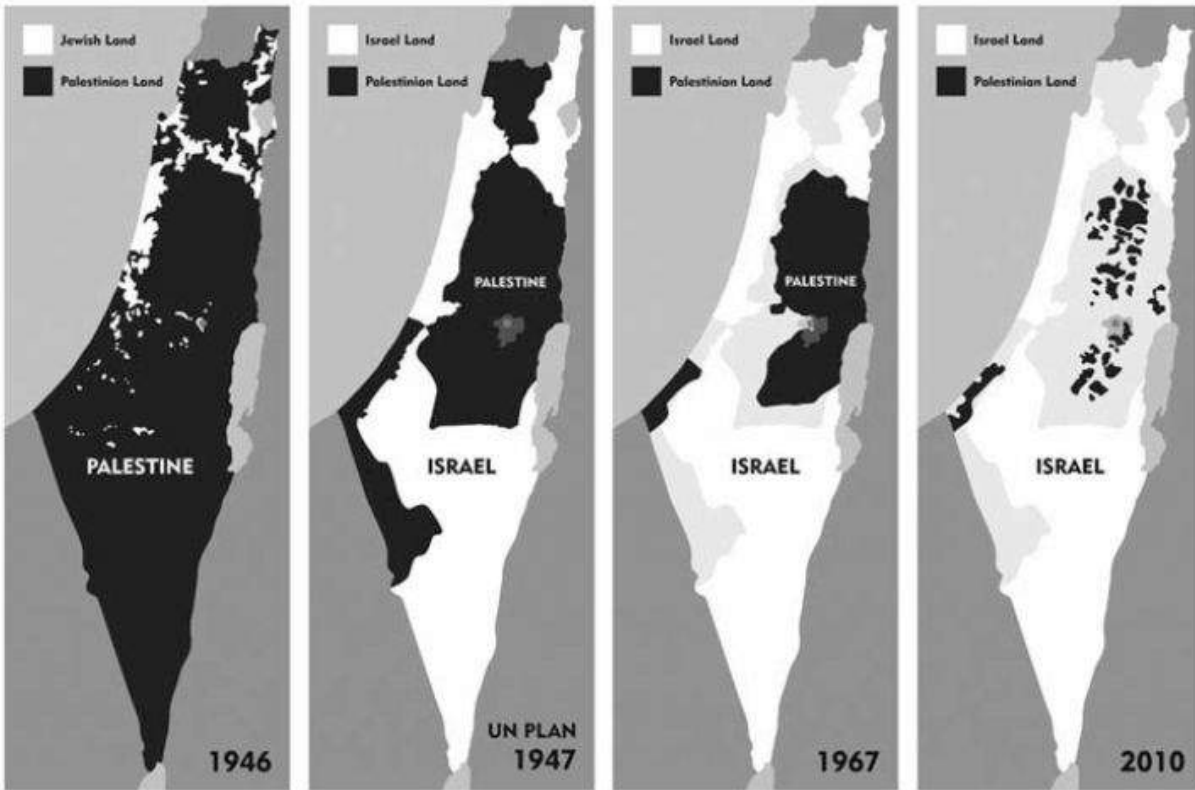 Jewish Land
Palestinian Land
PALESTINE
1946
Israel Land
Palestinian Land
PALESTINE
ISRAEL
UN PLAN
1947
Israel Land
Palestinian Land
PALESTINE
ISRAEL
1967
Israel Land
Palestinian Land
ISRAEL
2010